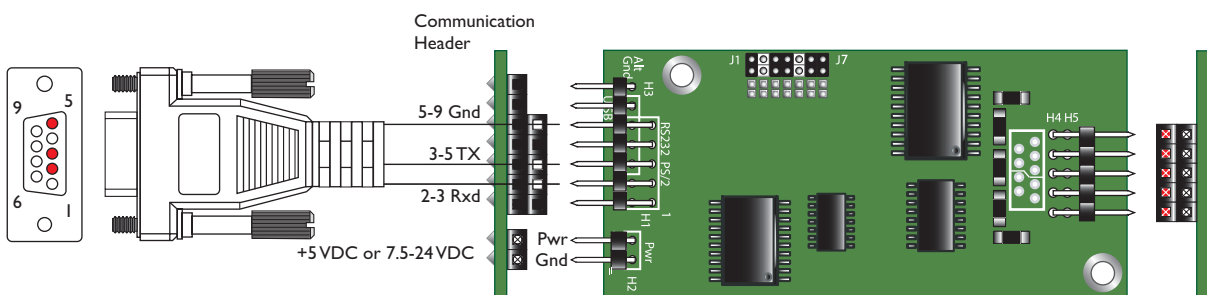 Communication
Header
9
5
6
1
5-9 Gnd
3-5 TX
2-3 Rxd
+5 VDC or 7.5-24 VDC
Pwr
Gnd
Alt
Gnd
H3
USB
RS232 PS/2
1
H1
Pwr
H2
J1
J7
H4 H5